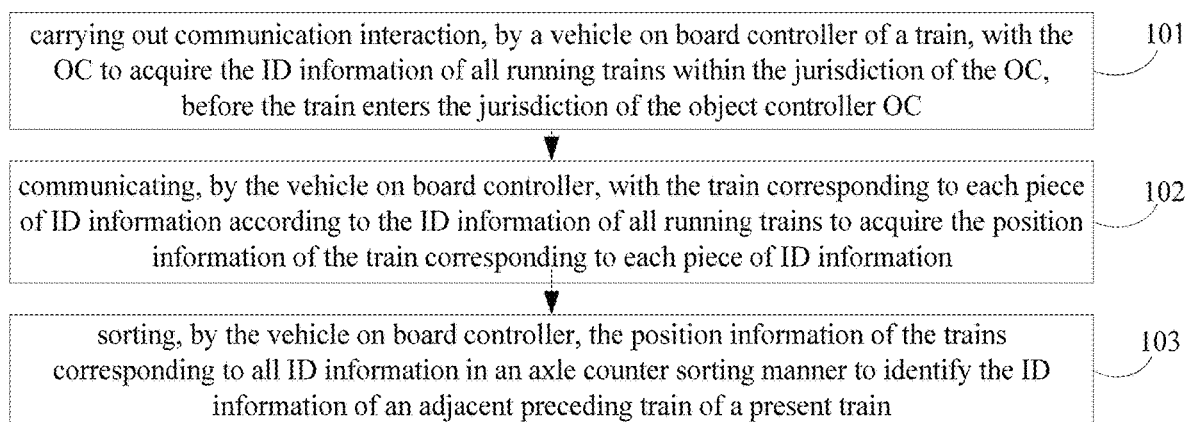 carrying out communication interaction, by a vehicle on board controller of a train, with the
OC to acquire the ID information of all running trains within the jurisdiction of the OC,
before the train enters the jurisdiction of the object controller OC
101
communicating, by the vehicle on board controller, with the train corresponding to each piece
of ID information according to the ID information of all running trains to acquire the position
information of the train corresponding to each piece of ID information
102
sorting, by the vehicle on board controller, the position information of the trains
corresponding to all ID information in an axle counter sorting manner to identify the ID
information of an adjacent preceding train of a present train
103